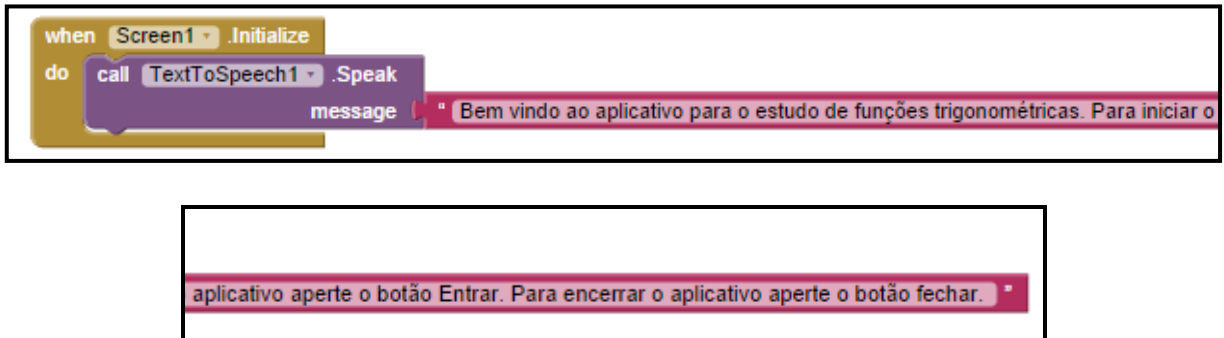 when Screen1 .Initialize
do call TextToSpeech1 .Speak
message " Bem vindo ao aplicativo para o estudo de funções trigonométricas. Para iniciar o
aplicativo aperte o botão Entrar. Para encerrar o aplicativo aperte o botão fechar. "